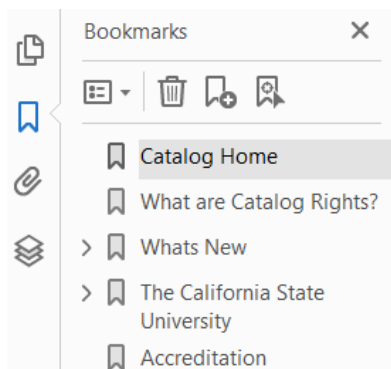 Bookmarks
Catalog Home
What are Catalog Rights?
Whats New
The California State
University
Accreditation